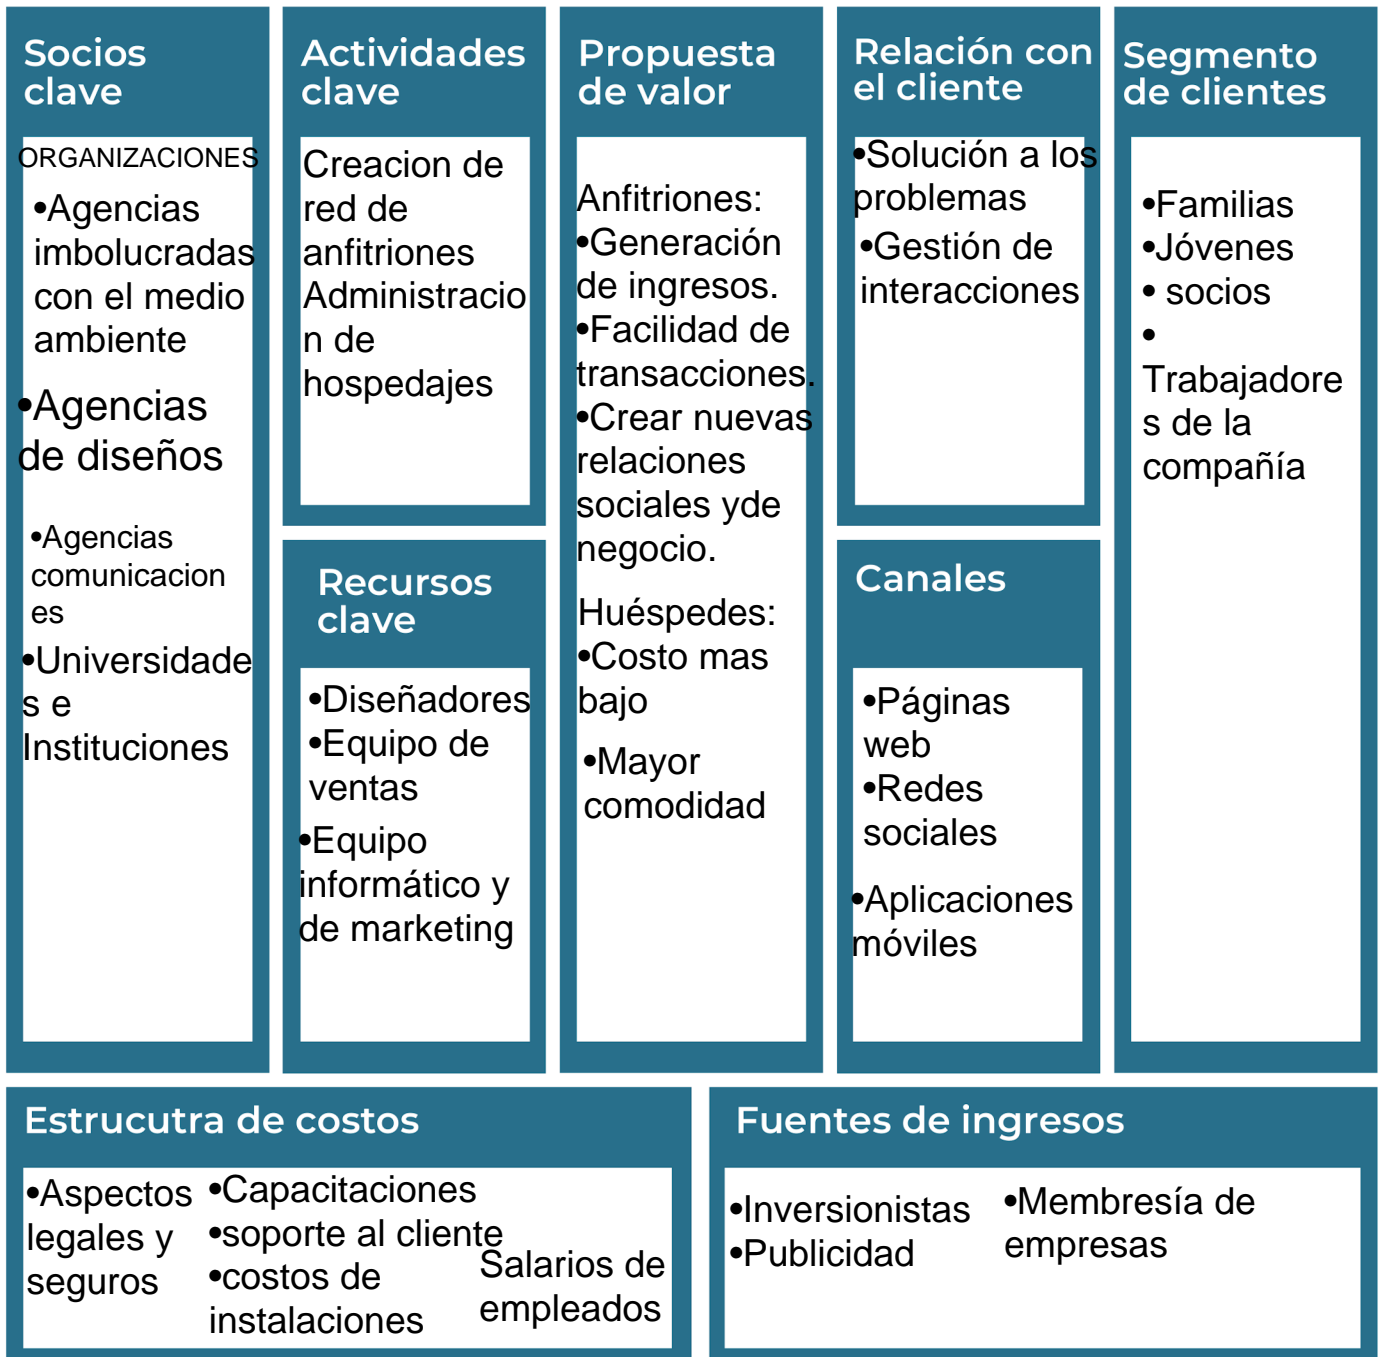 Socios
clave
ORGANIZACIONES
•Agencias
imbolucradas
con el medio
ambiente
•Agencias
de diseños
•Agencias
comunicacion
es
•Universidade
s e
Instituciones
Actividades
clave
Creacion de
red de
anfitriones
Administracio
n de
hospedajes
Recursos
clave
•Diseñadores
•Equipo de
ventas
•Equipo
informático y
de marketing
Propuesta
de valor
Anfitriones:
•Generación
de ingresos.
•Facilidad de
transacciones.
•Crear nuevas
relaciones
sociales yde
negocio.
Huéspedes:
•Costo mas
bajo
•Mayor
comodidad
Relación con
el cliente
•Solución a los
problemas
•Gestión de
interacciones
Canales
•Páginas
web
•Redes
sociales
•Aplicaciones
móviles
Segmento
de clientes
•Familias
•Jóvenes
• socios
•
Trabajadore
s de la
compañía
Estrucutra de costos
•Aspectos
legales y
seguros
•Capacitaciones
•soporte al cliente
•costos de
instalaciones
Salarios de
empleados
Fuentes de ingresos
•Inversionistas
•Publicidad
•Membresía de
empresas